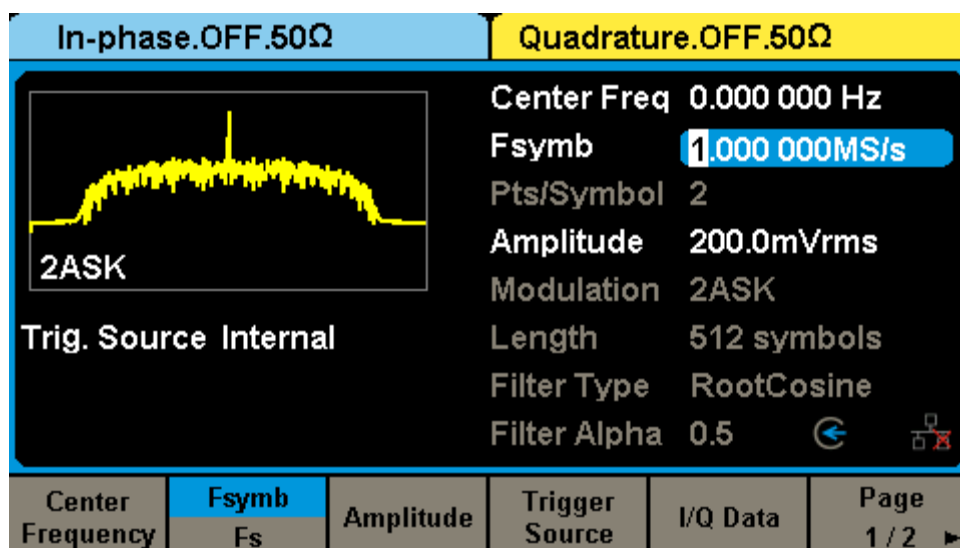 In-phase.OFF.50Ω
Quadrature.OFF.50Ω
2ASK
Trig. Source Internal
Center Freq 0.000 000 Hz
Fsymb 1.000 000MS/s
Pts/Symbol 2
Amplitude 200.0mVrms
Modulation 2ASK
Length 512 symbols
Filter Type RootCosine
Filter Alpha 0.5
Center Frequency
Fsymb
Fs
Amplitude
Trigger Source
I/Q Data
Page
1/2